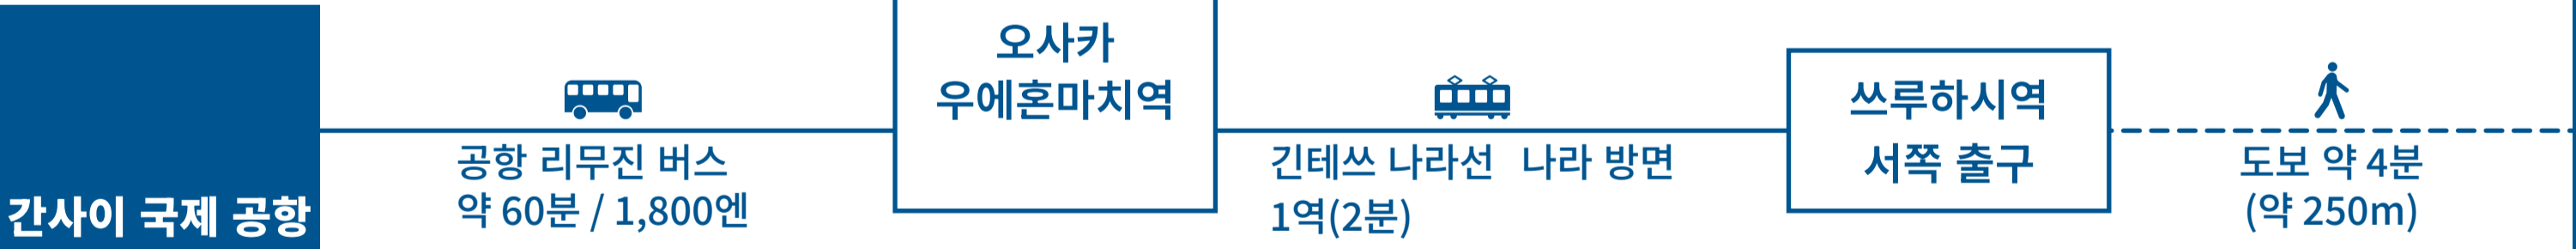 간사이 국제 공항
공항 리무진 버스
약 60분 / 1,800엔
오사카
우에혼마치역
긴테쓰 나라선 나라 방면
1역(2분)
쓰루하시역
서쪽 출구
도보 약 4분
(약 250m)